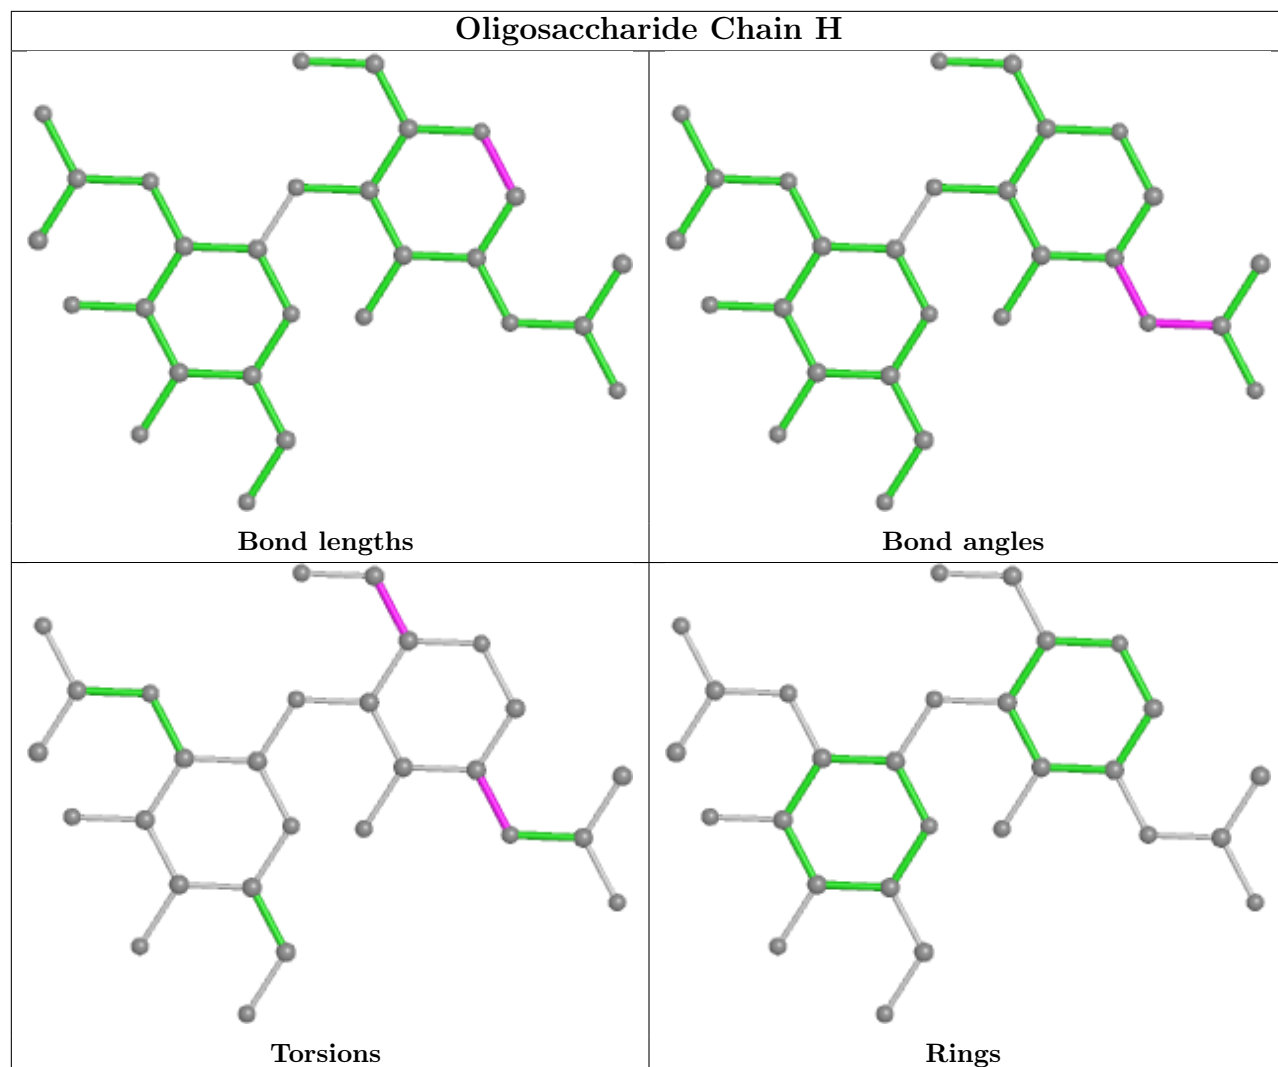 Oligosaccharide Chain H
Bond lengths
Bond angles
Torsions
Rings